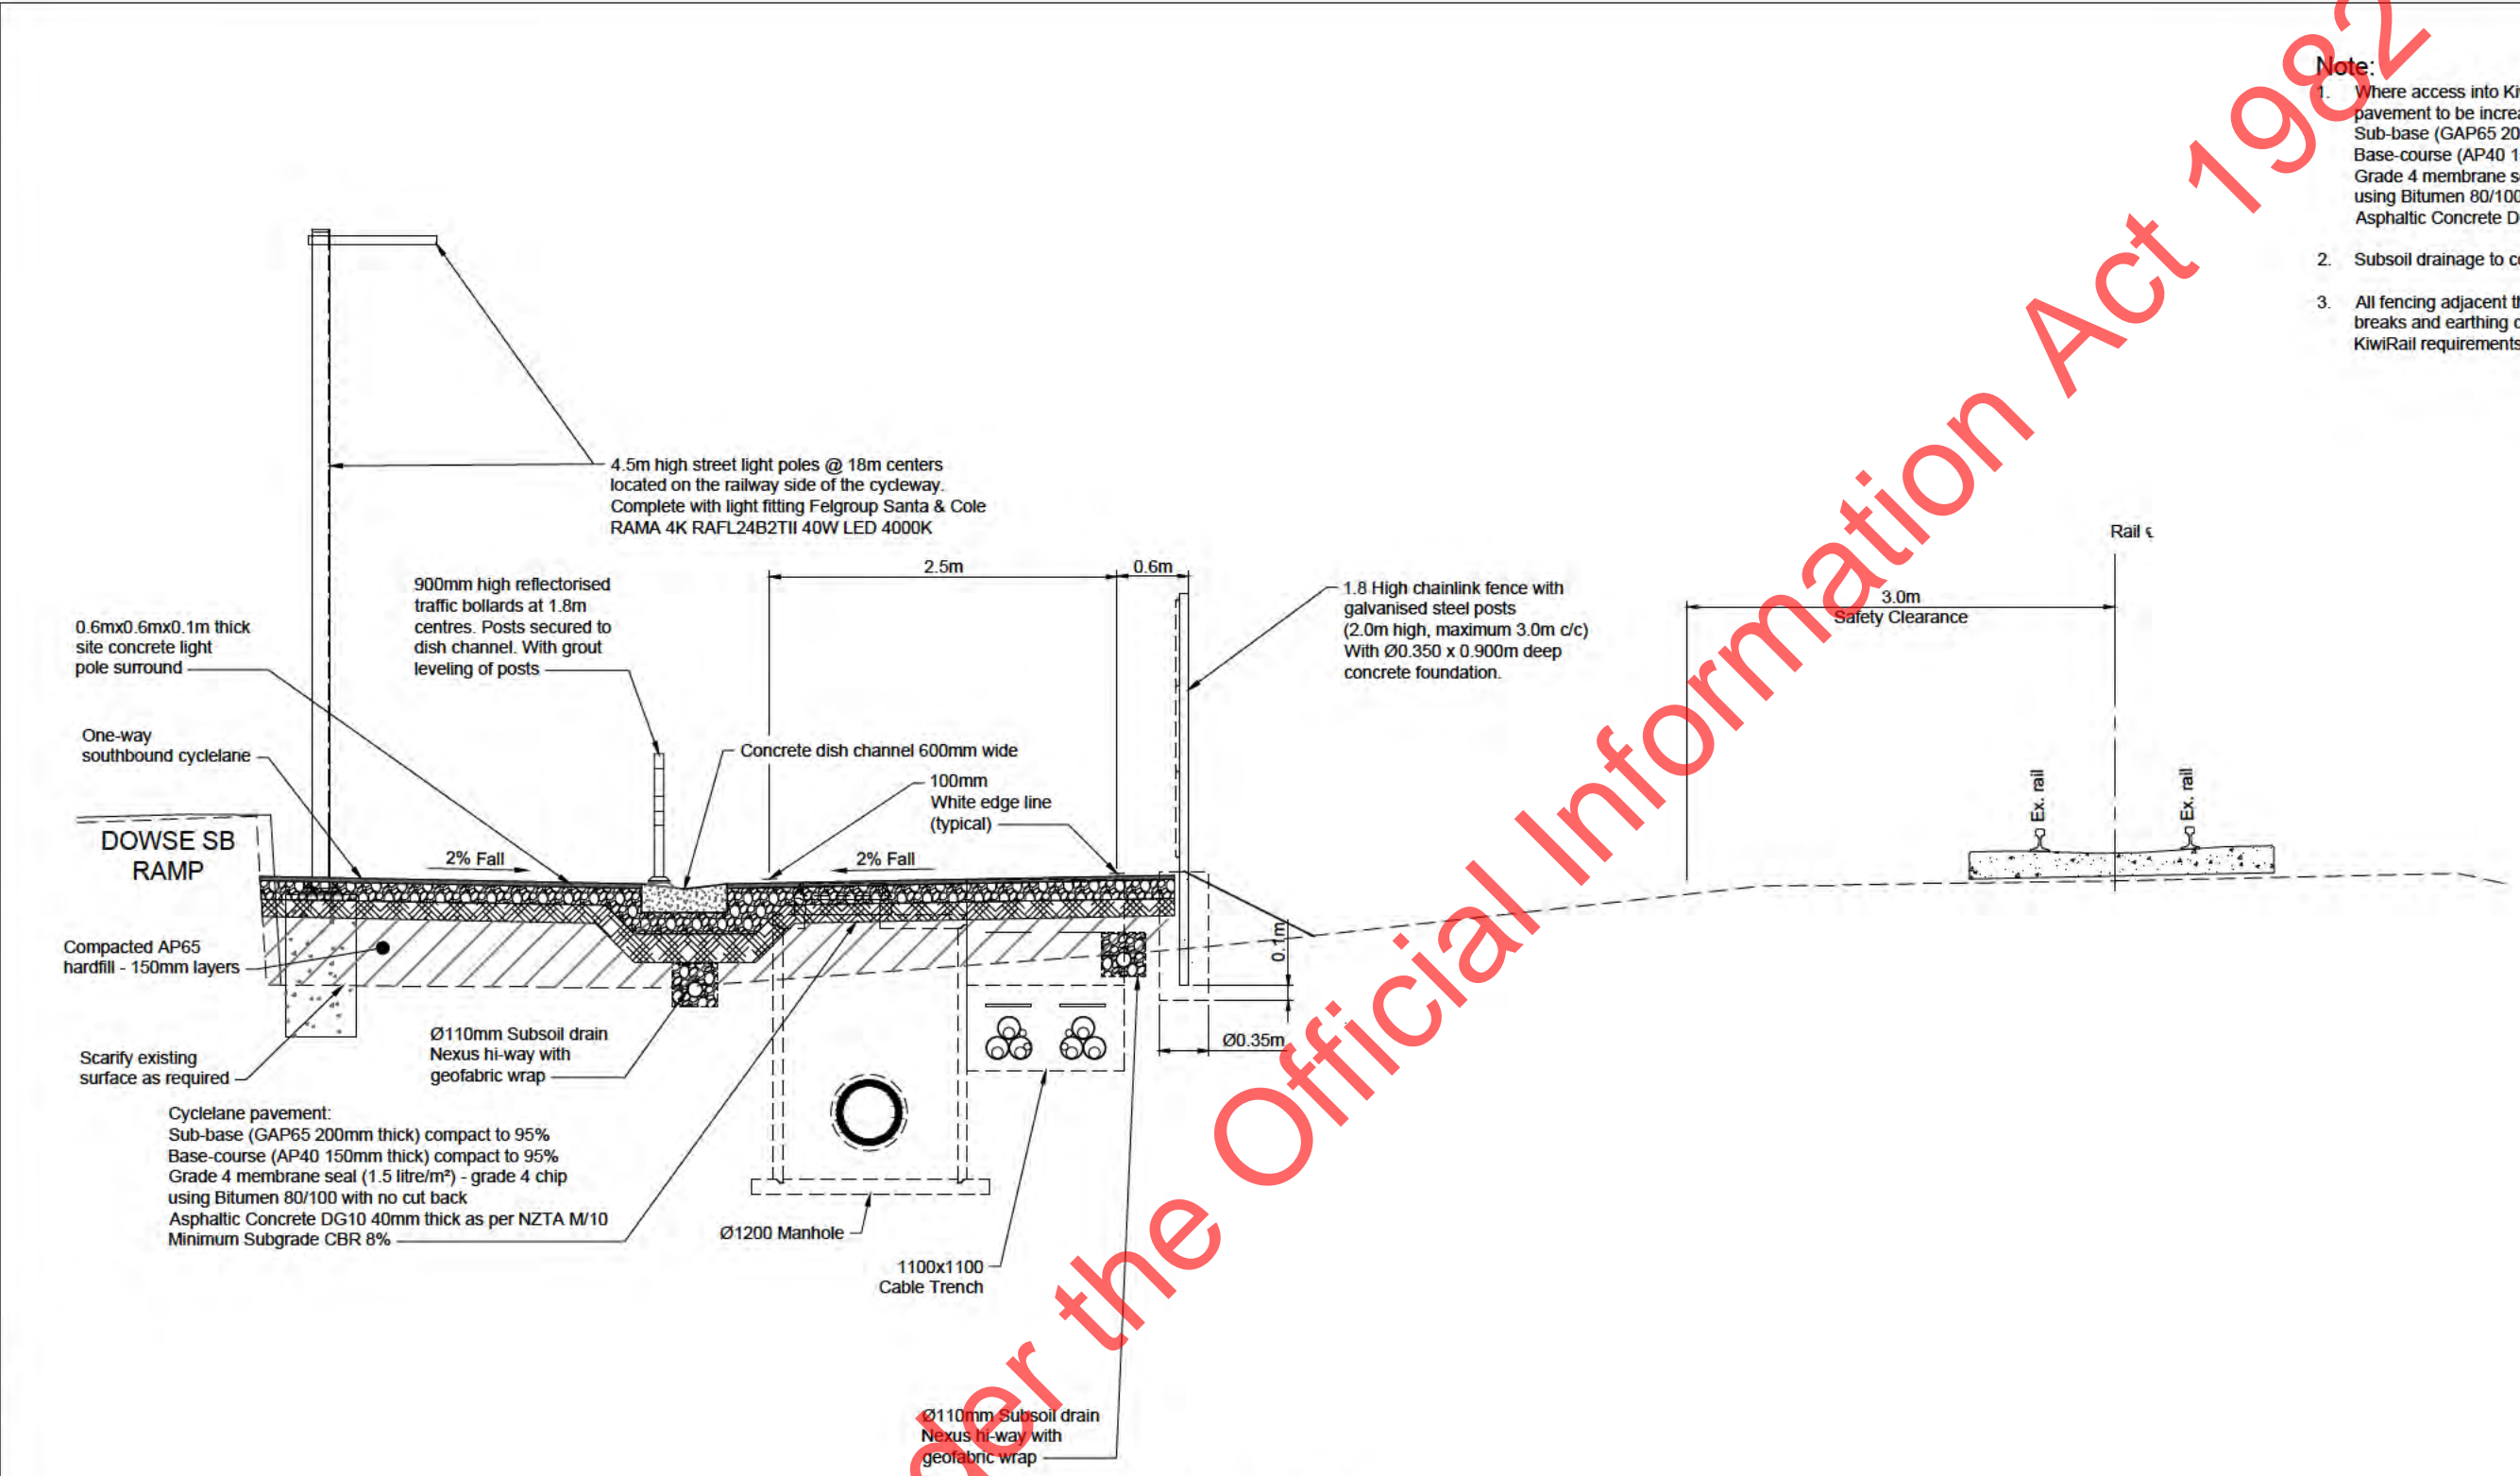 Note:
1. Where access into Ki
pavement to be increa
Sub-base (GAP65 20
Base-course (AP40 1
Grade 4 membrane s
using Bitumen 80/100
Asphaltic Concrete D
2. Subsoil drainage to c
3. All fencing adjacent t
breaks and earthing
KiwiRail requirements
4.5m high street light poles @ 18m centers
located on the railway side of the cycleway.
Complete with light fitting Felgroup Santa & Cole
RAMA 4K RAFL24B2TII 40W LED 4000K
Rail ℄
2.5m
0.6m
900mm high reflectorised
traffic bollards at 1.8m
centres. Posts secured to
dish channel. With grout
leveling of posts
1.8 High chainlink fence with
galvanised steel posts
(2.0m high, maximum 3.0m c/c)
With Ø0.350 x 0.900m deep
concrete foundation.
3.0m
Safety Clearance
0.6mx0.6mx0.1m thick
site concrete light
pole surround
One-way
southbound cyclelane
Concrete dish channel 600mm wide
100mm
White edge line
(typical)
Ex. rail
Ex. rail
DOWSE SB
RAMP
2% Fall
2% Fall
Compacted AP65
hardfill - 150mm layers
0.1m
Scarify existing
surface as required
Ø110mm Subsoil drain
Nexus hi-way with
geofabric wrap
Ø0.35m
Cyclelane pavement:
Sub-base (GAP65 200mm thick) compact to 95%
Base-course (AP40 150mm thick) compact to 95%
Grade 4 membrane seal (1.5 litre/m²) - grade 4 chip
using Bitumen 80/100 with no cut back
Asphaltic Concrete DG10 40mm thick as per NZTA M/10
Minimum Subgrade CBR 8%
Ø1200 Manhole
1100x1100
Cable Trench
Ø110mm Subsoil drain
Nexus hi-way with
geofabric wrap
der the Official Information Act 1982